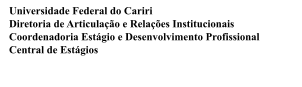 Universidade Federal do Cariri
Diretoria de Articulação e Relações Institucionais
Coordenadoria Estágio e Desenvolvimento Profissional
Central de Estágios